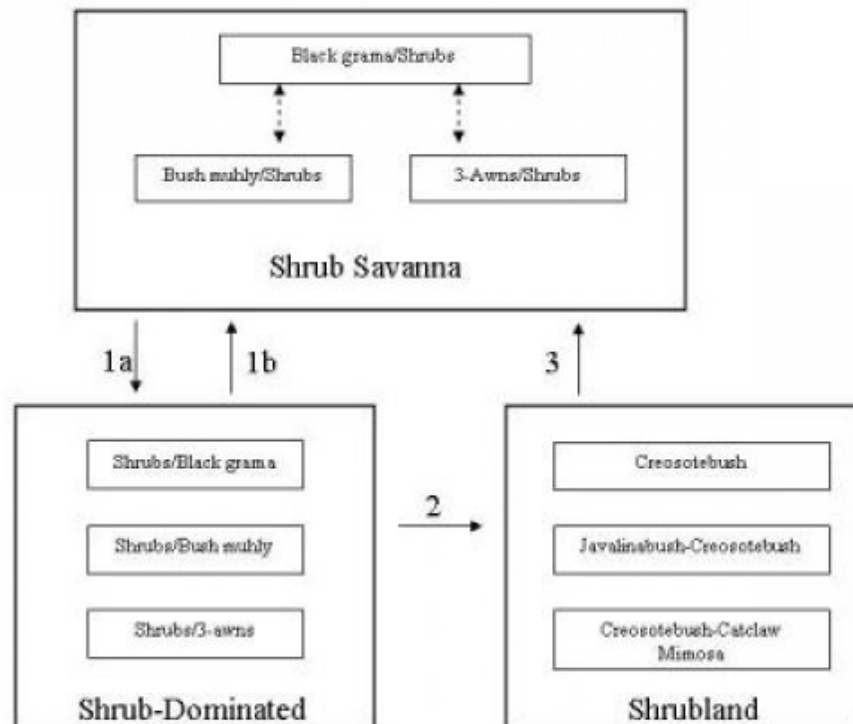 Black grama/Shrubs
Bush muhly/Shrubs
3-Awns/Shrubs
Shrub Savanna
1a
1b
3
Shrubs/Black grama
Shrubs/Bush muhly
Shrubs/3-awns
Shrub-Dominated
2
Creosotebush
Javalinabush-Creosotebush
Creosotebush-Catclaw
Mimosa
Shrubland